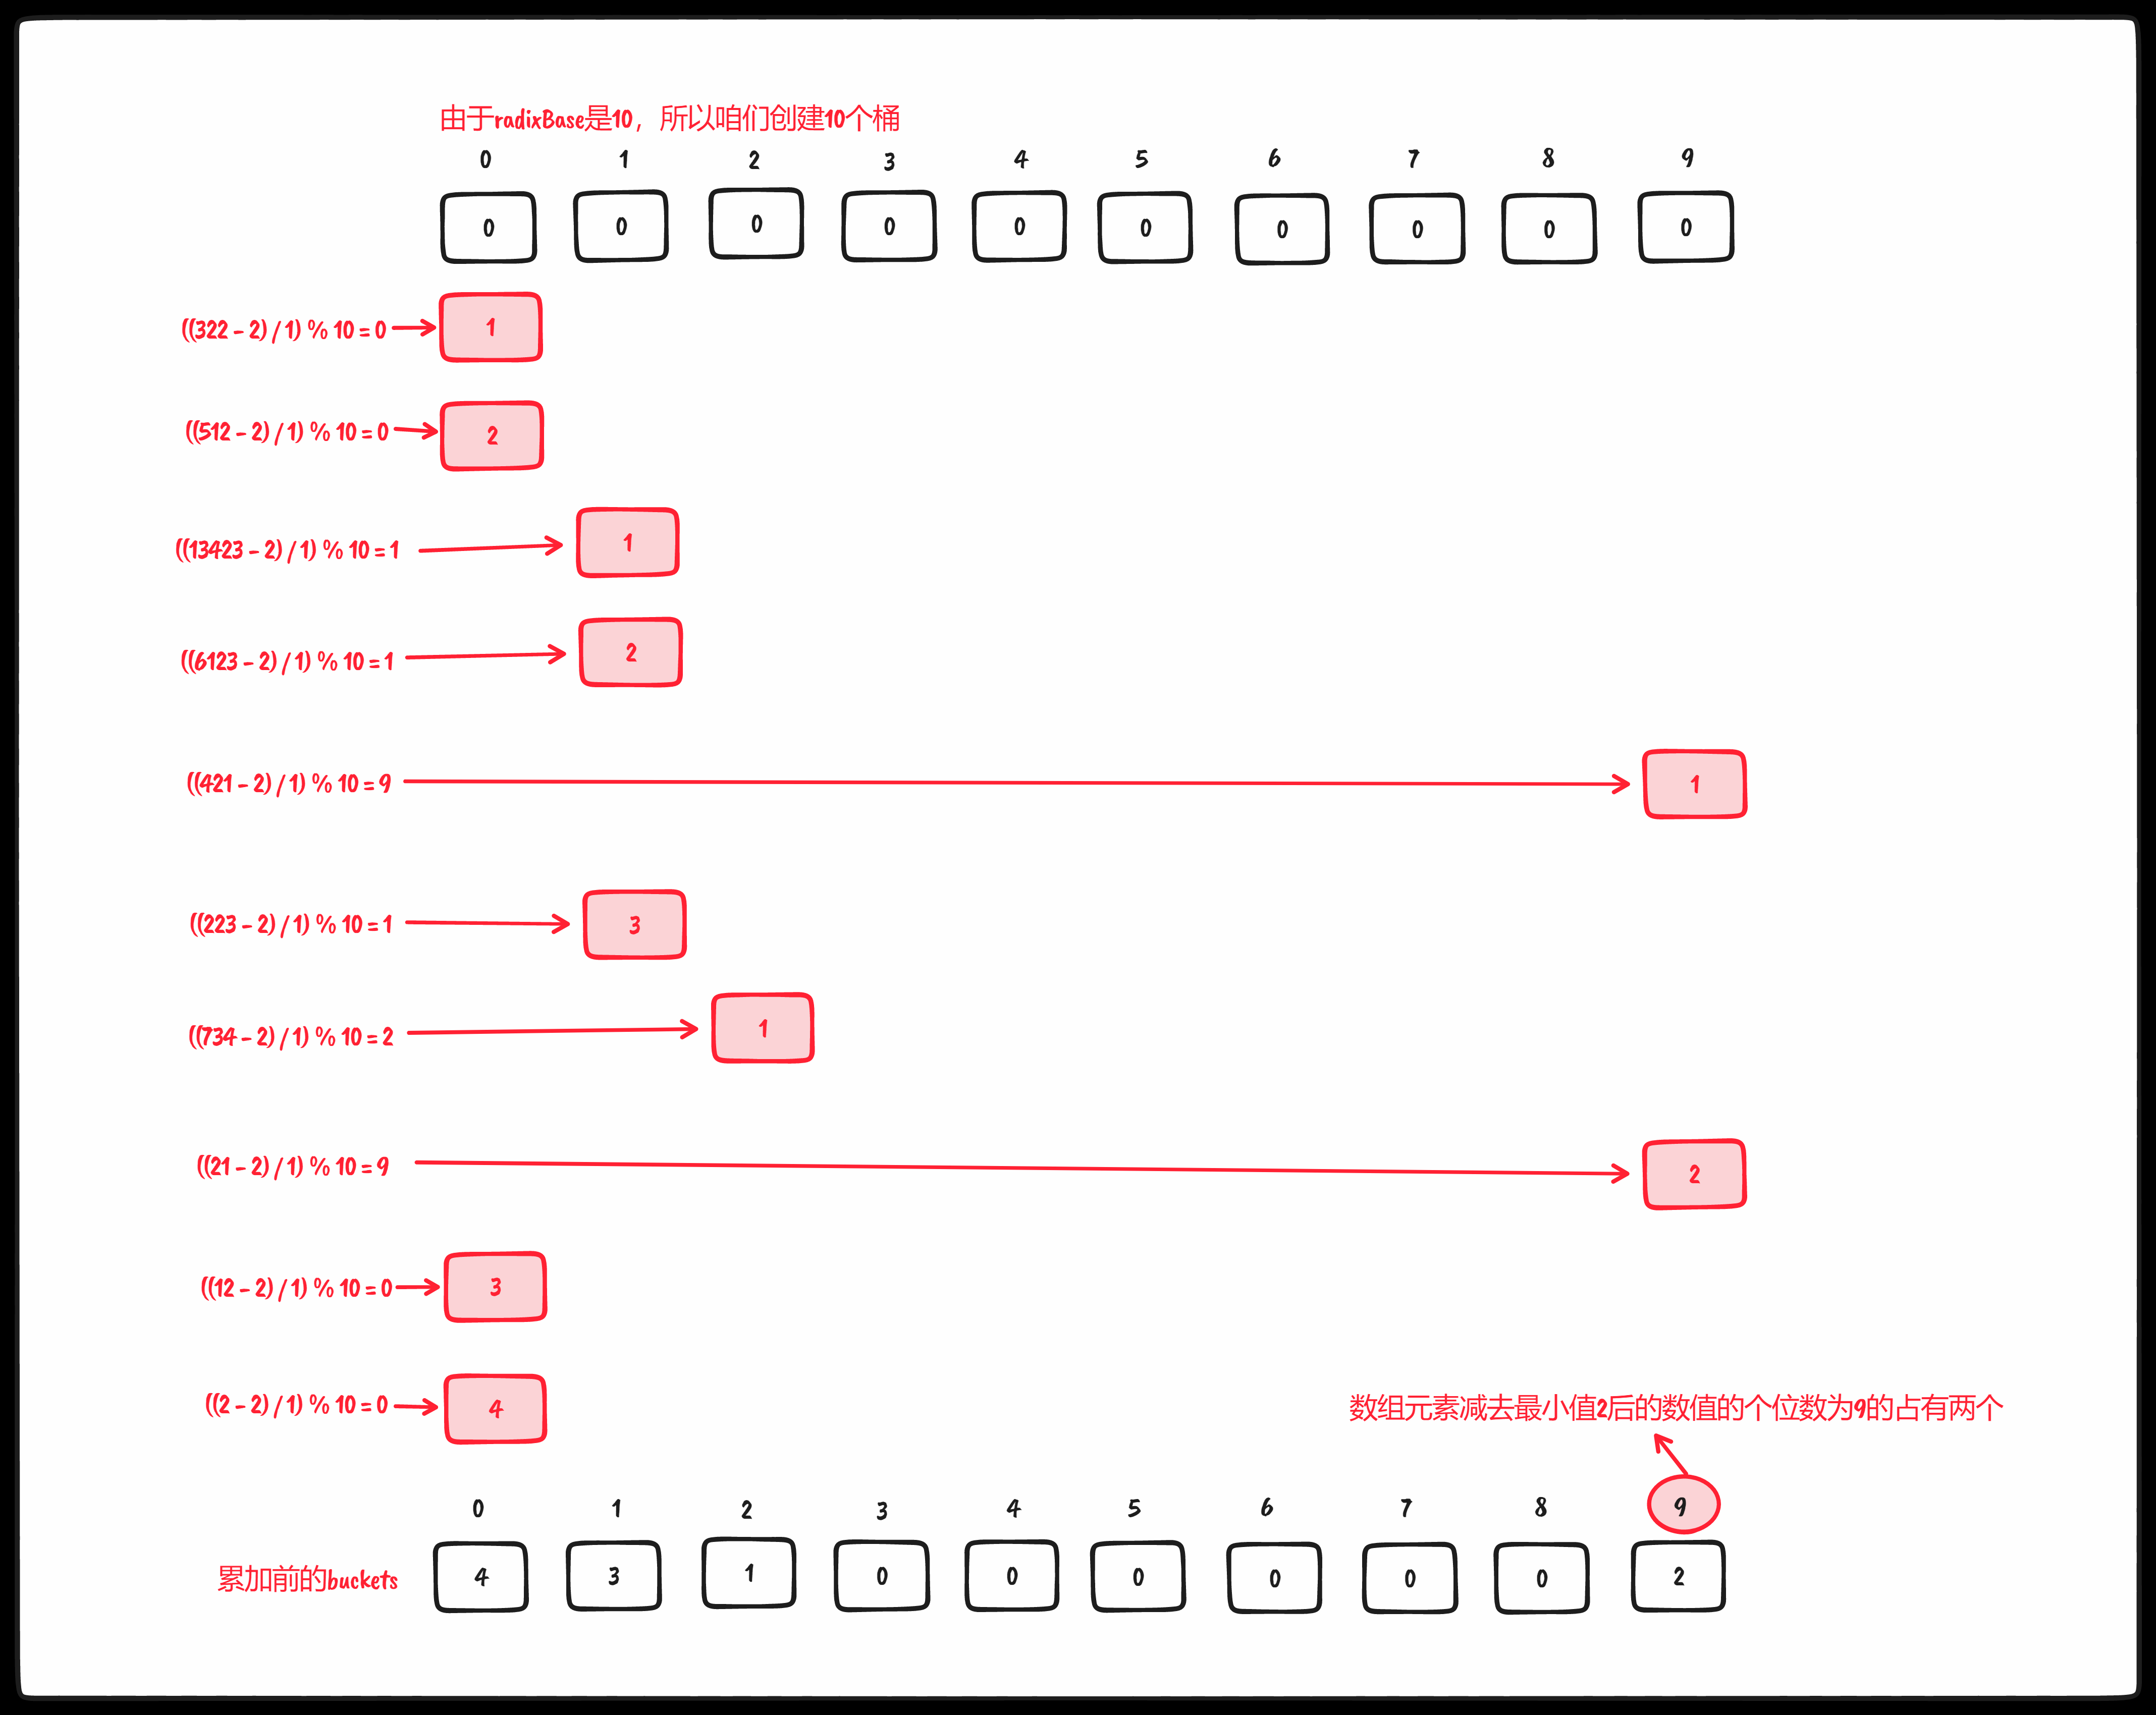 由于radixBase是10，所以咱们创建10个桶
0 1 2 3 4 5 6 7 8 9
0 0 0 0 0 0 0 0 0 0
((322 - 2) / 1) % 10 = 0 1
((512 - 2) / 1) % 10 = 0 2
((13423 - 2) / 1) % 10 = 1 1
((6123 - 2) / 1) % 10 = 1 2
((421 - 2) / 1) % 10 = 9 1
((223 - 2) / 1) % 10 = 1 3
((734 - 2) / 1) % 10 = 2 1
((21 - 2) / 1) % 10 = 9 2
((12 - 2) / 1) % 10 = 0 3
((2 - 2) / 1) % 10 = 0 4
数组元素减去最小值2后的数值的个位数为9的占有两个
0 1 2 3 4 5 6 7 8 9
累加前的buckets 4 3 1 0 0 0 0 0 0 2